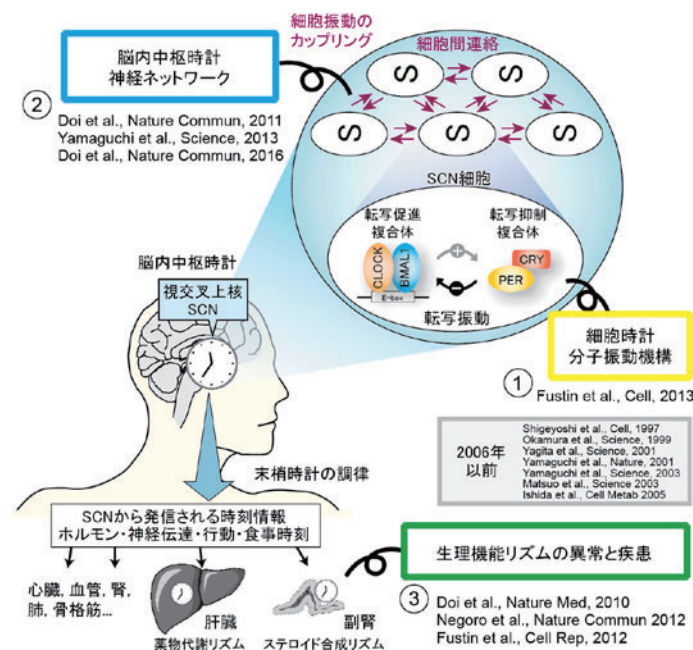 細胞振動の
カップリング
細胞間連絡
脳内中枢時計
神経ネットワーク
②
Doi et al., Nature Commun, 2011
Yamaguchi et al., Science, 2013
Doi et al., Nature Commun, 2016
S
S
S
S
S
SCN細胞
転写促進
複合体
転写抑制
複合体
CLOCK
BMAL1
+
CRY
PER
E-box
−
転写振動
脳内中枢時計
視交叉上核
SCN
細胞時計
分子振動機構
①
Fustin et al., Cell, 2013
2006年
以前
Shigeyoshi et al., Cell, 1997
Okamura et al., Science, 1999
Yagita et al., Science, 2001
Yamaguchi et al., Nature, 2001
Yamaguchi et al., Science, 2003
Matsuo et al., Science 2003
Ishida et al., Cell Metab 2005
末梢時計の調律
SCNから発信される時刻情報
ホルモン・神経伝達・行動・食事時刻
生理機能リズムの異常と疾患
③
Doi et al., Nature Med, 2010
Negoro et al., Nature Commun 2012
Fustin et al., Cell Rep, 2012
心臓, 血管, 腎,
肺, 骨格筋...
肝臓
薬物代謝リズム
副腎
ステロイド合成リズム